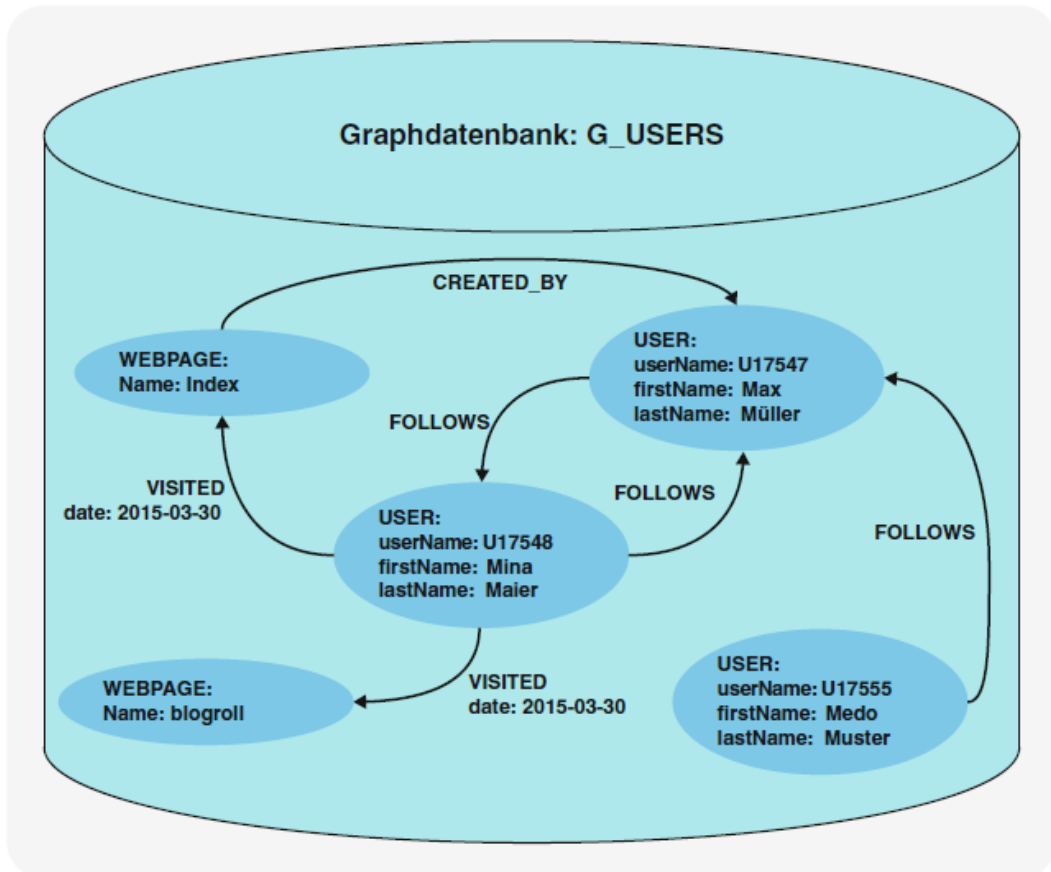 Graphdatenbank: G_USERS
CREATED_BY
WEBPAGE:
Name: Index
USER:
userName: U17547
firstName: Max
lastName: Müller
FOLLOWS
VISITED
date: 2015-03-30
FOLLOWS
USER:
userName: U17548
firstName: Mina
lastName: Maier
FOLLOWS
WEBPAGE:
Name: blogroll
VISITED
date: 2015-03-30
USER:
userName: U17555
firstName: Medo
lastName: Muster